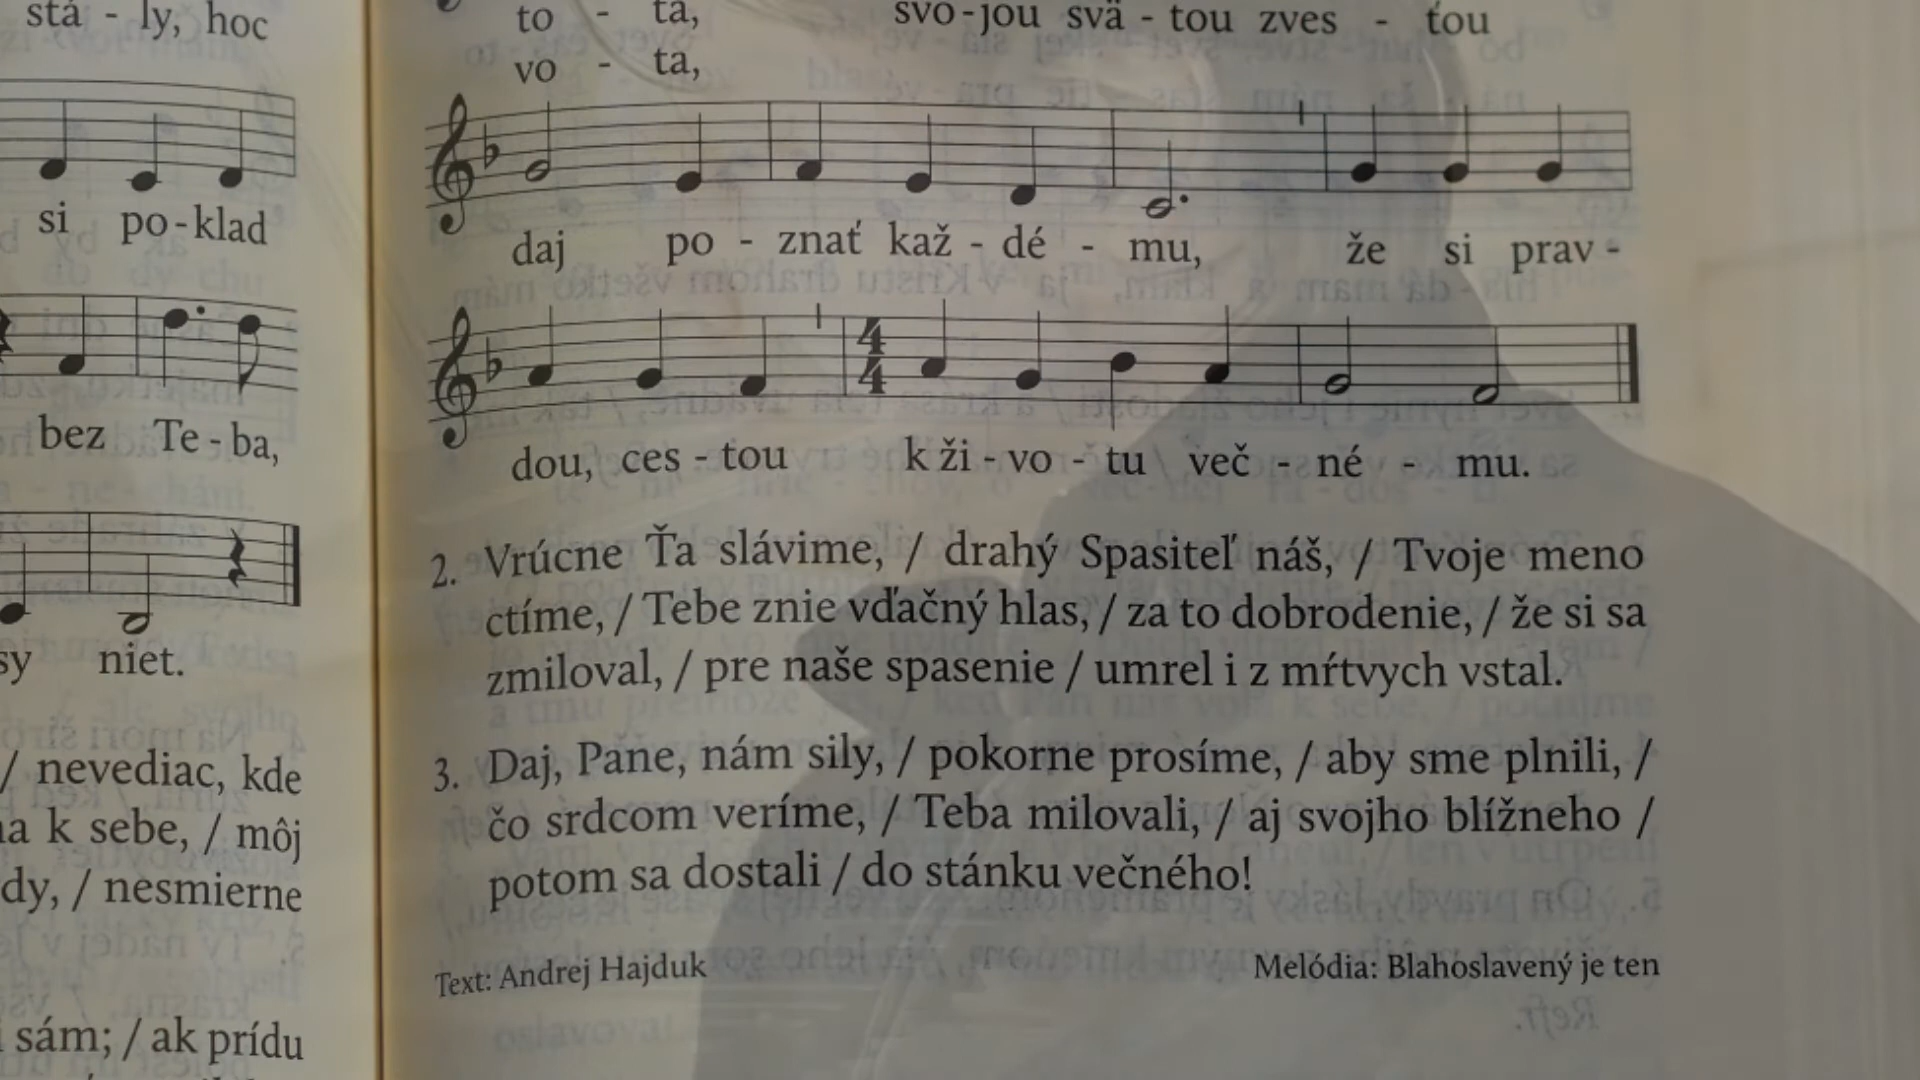 stá - ly, hoc
si po - klad
bez Te - ba,
niet.
/ nevediac, kde
k sebe, / môj
/ nesmierne
sám; / ak prídu
to - ta, svo - jou svä - tou zves - ťou
vo - ta,
daj po - znať kaž - dé - mu, že si prav -
4
4
dou, ces - tou k ži - vo - tu več - né - mu.
2. Vrúcne Ťa slávime, / drahý Spasiteľ náš, / Tvoje meno
ctíme, / Tebe znie vďačný hlas, / za to dobrodenie, / že si sa
zmiloval, / pre naše spasenie / umrel i z mŕtvych vstal.
3. Daj, Pane, nám sily, / pokorne prosíme, / aby sme plnili, /
čo srdcom veríme, / Teba milovali, / aj svojho blížneho /
potom sa dostali / do stánku večného!
Text: Andrej Hajduk Melódia: Blahoslavený je ten